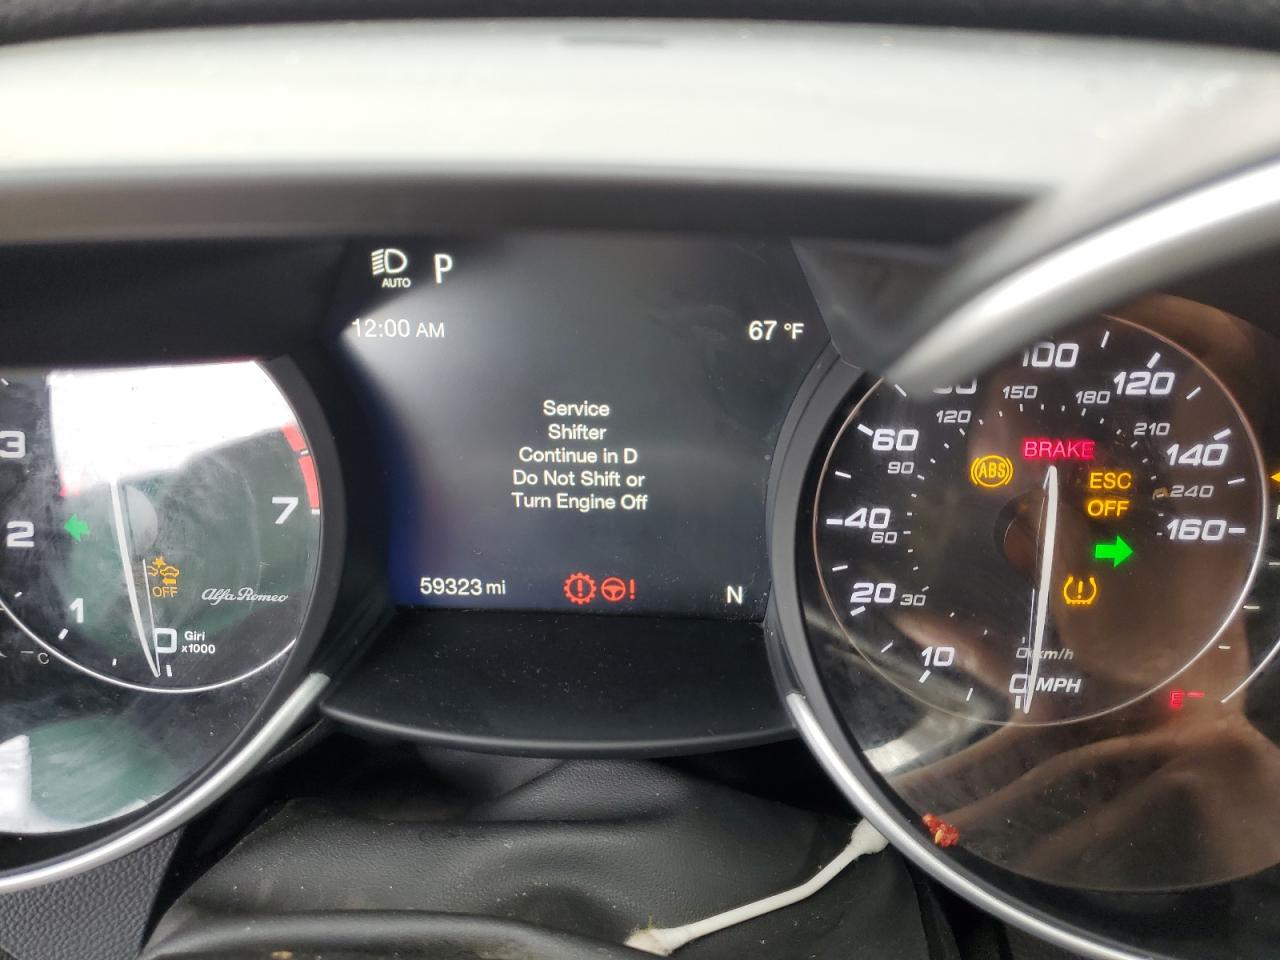 AUTO
P
12:00 AM
67 °F
Service
Shifter
Continue in D
Do Not Shift or
Turn Engine Off
59323 mi
!
!
N
3
2
1
0
7
Giri
x1000
OFF
Alfa Romeo
°C
100
120
150
180
120
210
60
90
140
240
40
60
160
20
30
10
0 km/h
0 MPH
BRAKE
ABS
ESC
OFF
!
E